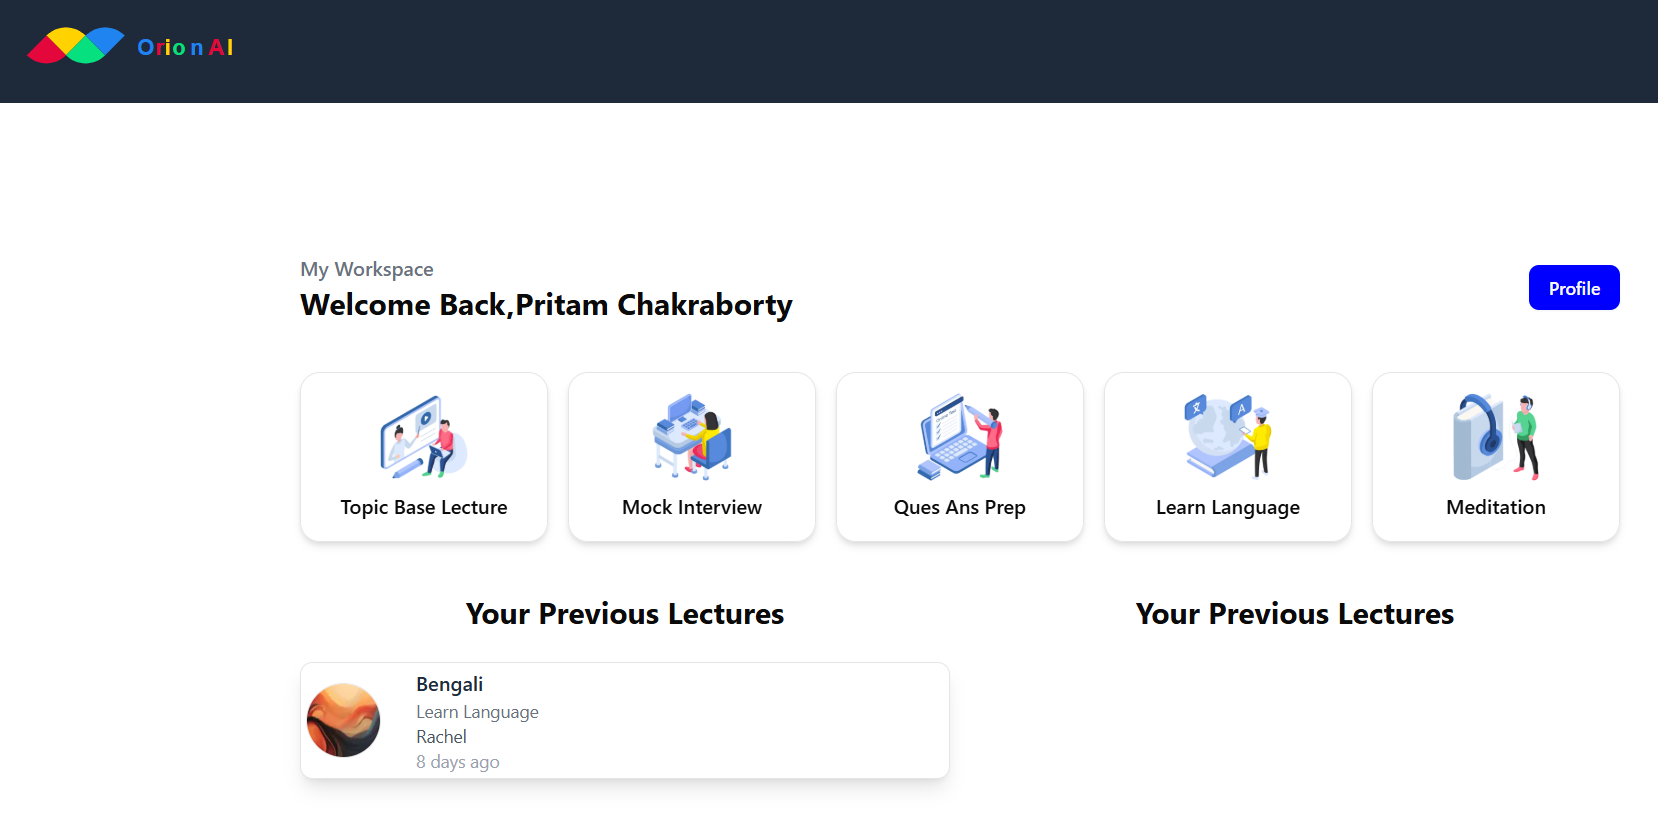 Orion AI
My Workspace
Welcome Back,Pritam Chakraborty
Profile
Topic Base Lecture
Mock Interview
Ques Ans Prep
Learn Language
Meditation
Your Previous Lectures
Your Previous Lectures
Bengali
Learn Language
Rachel
8 days ago